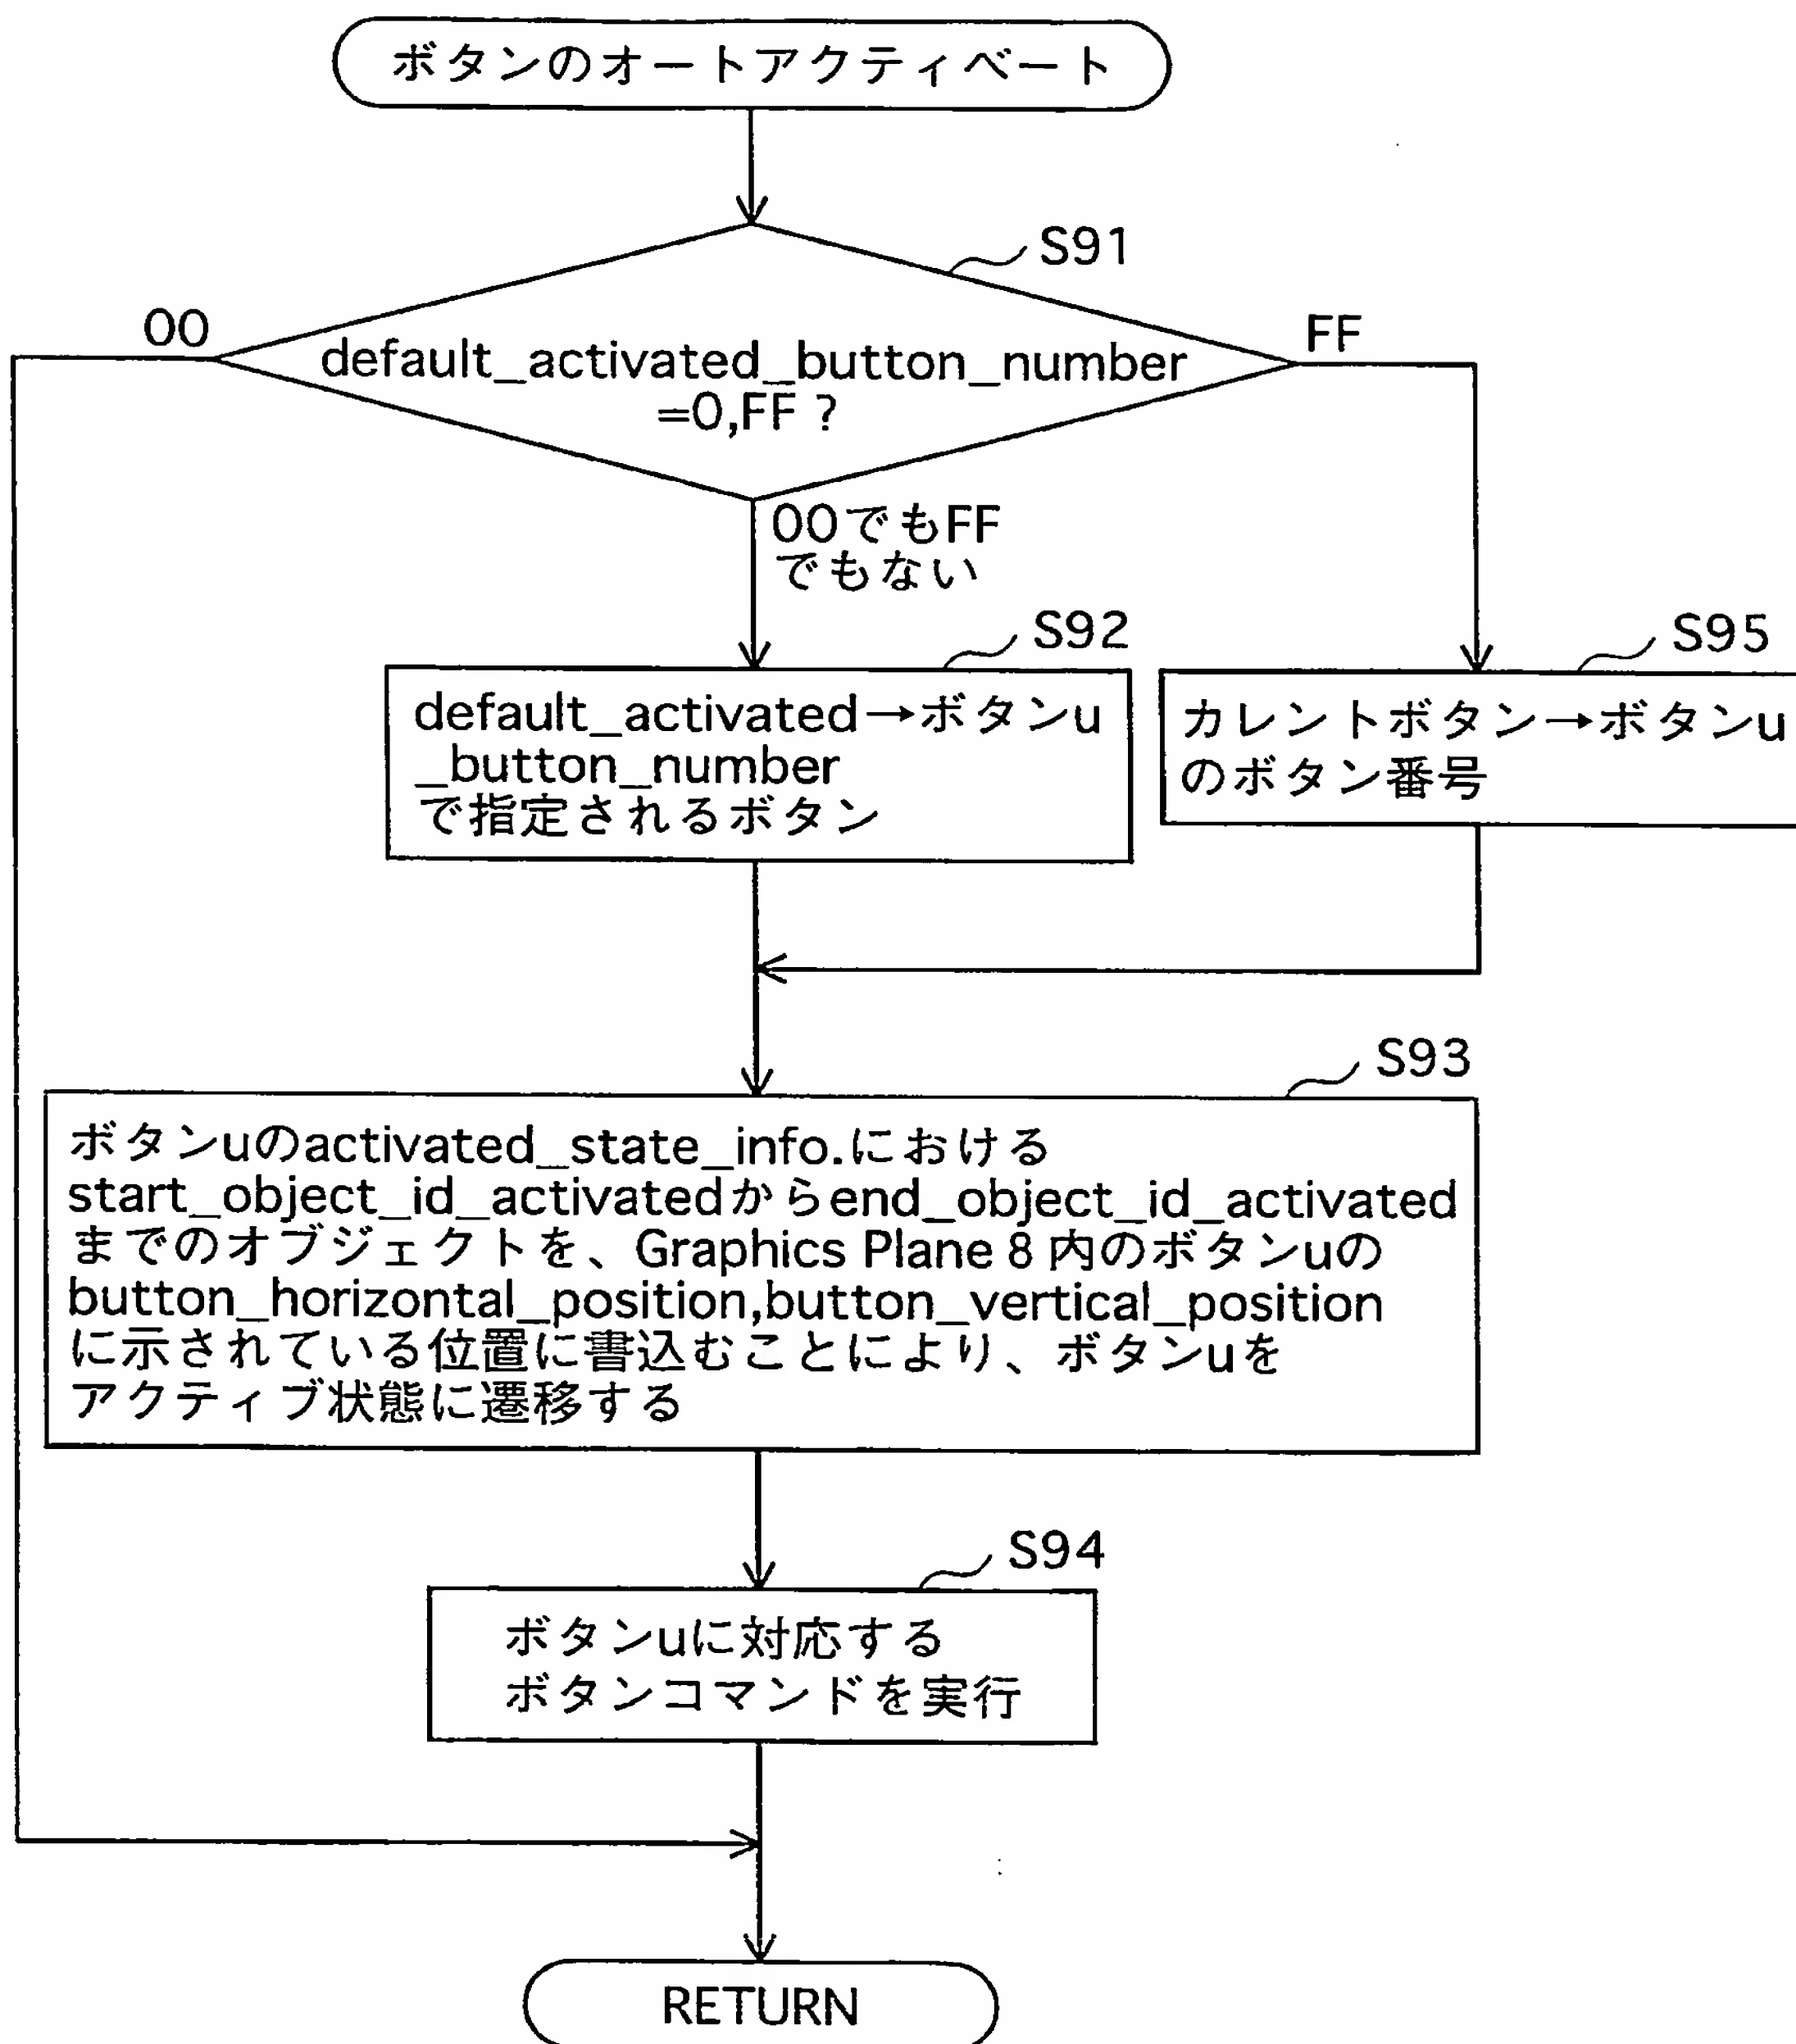 ボタンのオートアクティベート
S91
00
FF
default_activated_button_number
=0,FF ?
00でもFF
でもない
S92
default_activated→ボタンu
_button_number
で指定されるボタン
S95
カレントボタン→ボタンu
のボタン番号
S93
ボタンuのactivated_state_info.における
start_object_id_activatedからend_object_id_activated
までのオブジェクトを、Graphics Plane 8 内のボタンuの
button_horizontal_position,button_vertical_position
に示されている位置に書込むことにより、ボタンuを
アクティブ状態に遷移する
S94
ボタンuに対応する
ボタンコマンドを実行
RETURN